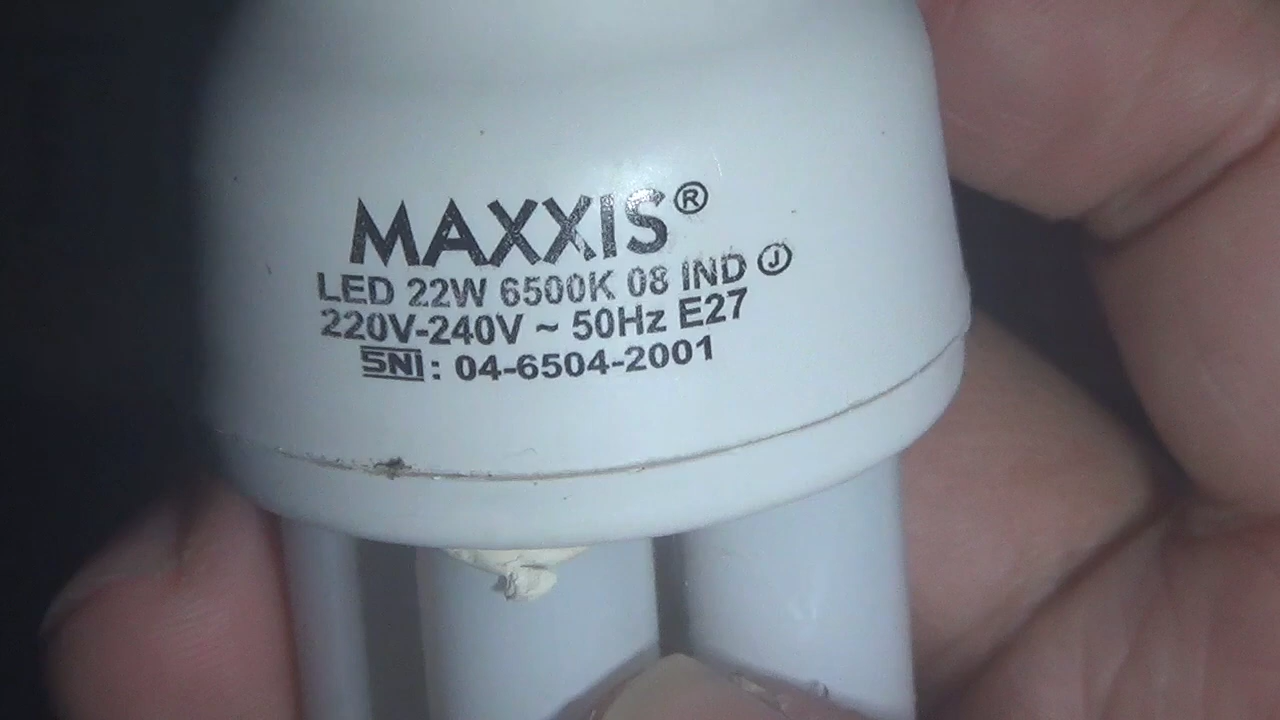 MAXXIS®
LED 22W 6500K 08 IND Ⓙ
220V-240V ~ 50Hz E27
SNI : 04-6504-2001